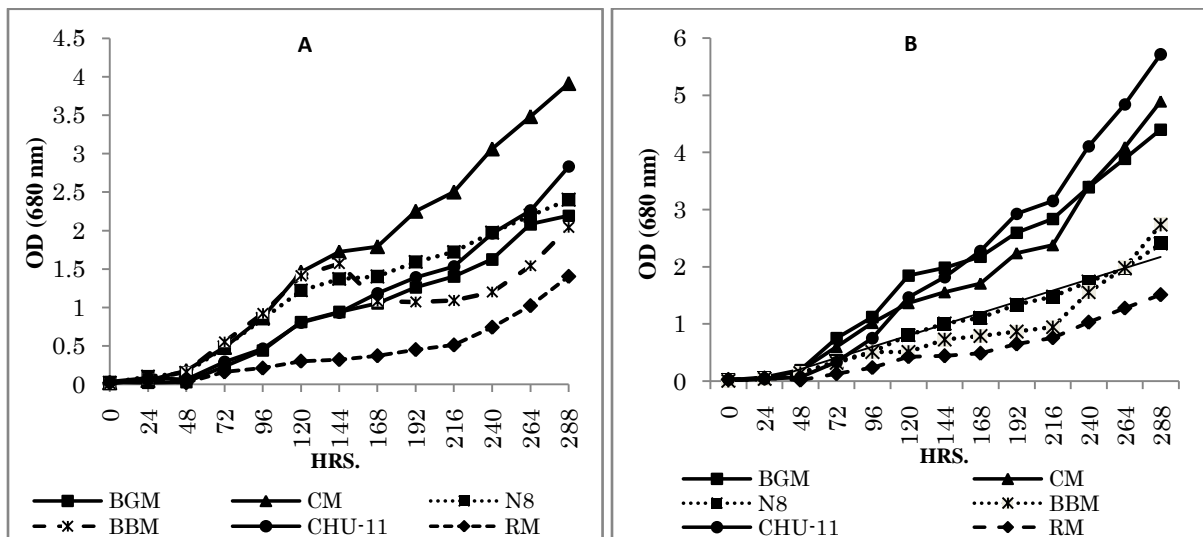 A
4.5
4
3.5
3
2.5
2
1.5
1
0.5
0
OD (680 nm)
0 24 48 72 96 120 144 168 192 216 240 264 288
HRS.
BGM CM N8
BBM CHU-11 RM
B
6
5
4
3
2
1
0
OD (680 nm)
0 24 48 72 96 120 144 168 192 216 240 264 288
HRS.
BGM CM
N8 BBM
CHU-11 RM